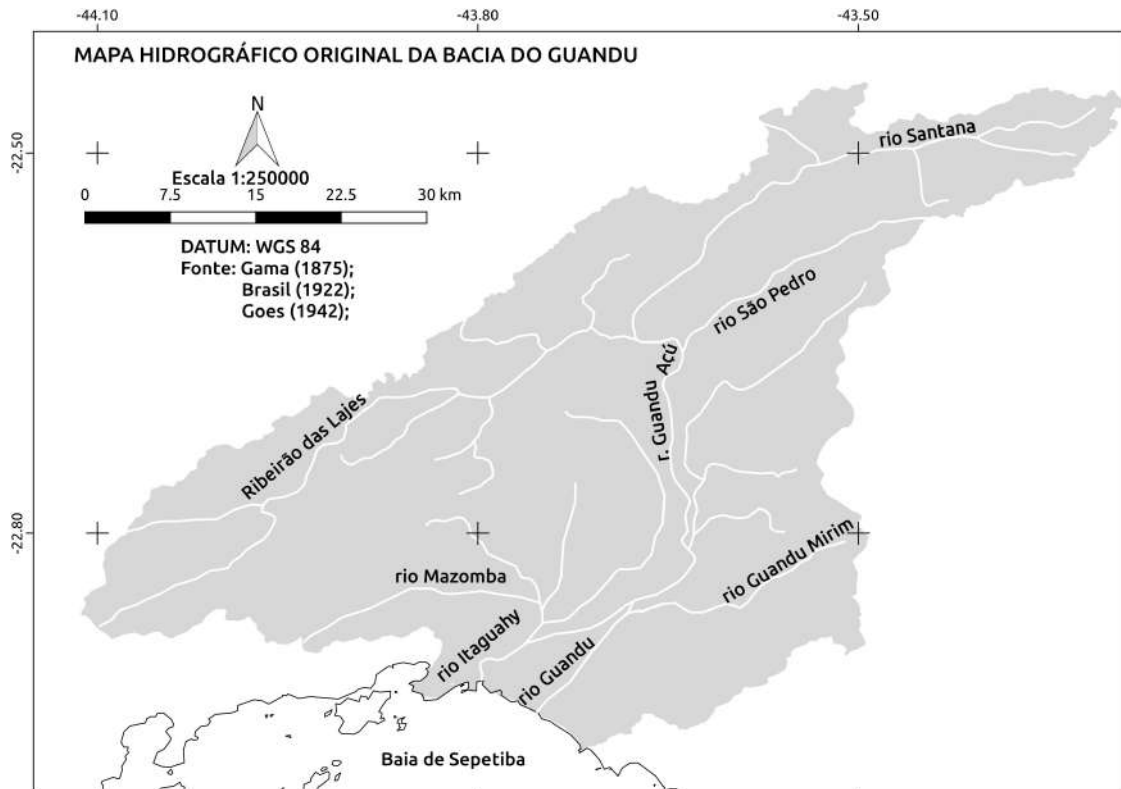 -44.10
-43.80
-43.50
MAPA HIDROGRÁFICO ORIGINAL DA BACIA DO GUANDU
N
Escala 1:250000
0 7.5 15 22.5 30 km
DATUM: WGS 84
Fonte: Gama (1875);
Brasil (1922);
Goes (1942);
-22.50
-22.80
rio Santana
rio São Pedro
r. Guandu Açú
Ribeirão das Lajes
rio Mazomba
rio Guandu Mirim
rio Itaguahy
rio Guandu
Baia de Sepetiba